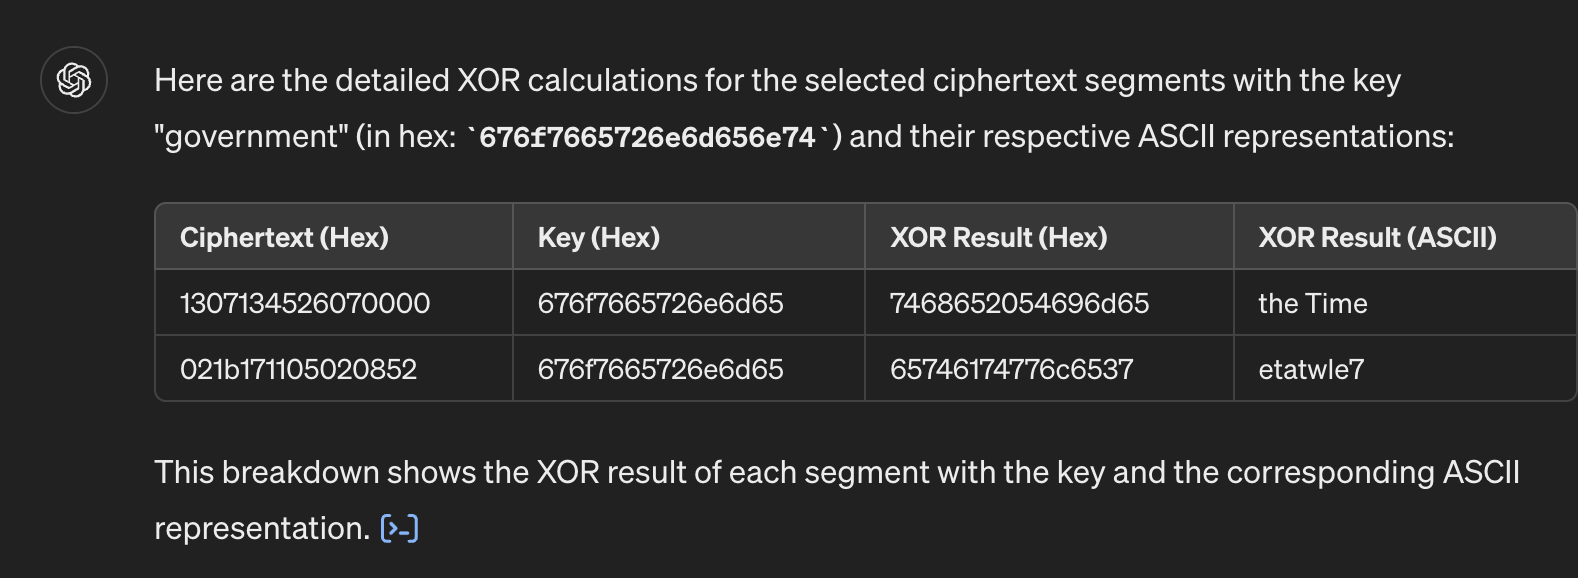 Here are the detailed XOR calculations for the selected ciphertext segments with the key
"government" (in hex: `676f7665726e6d656e74`) and their respective ASCII representations:
Ciphertext (Hex) Key (Hex) XOR Result (Hex) XOR Result (ASCII)
1307134526070000 676f7665726e6d65 7468652054696d65 the Time
021b171105020852 676f7665726e6d65 65746174776c6537 etatwle7
This breakdown shows the XOR result of each segment with the key and the corresponding ASCII
representation. [>-]